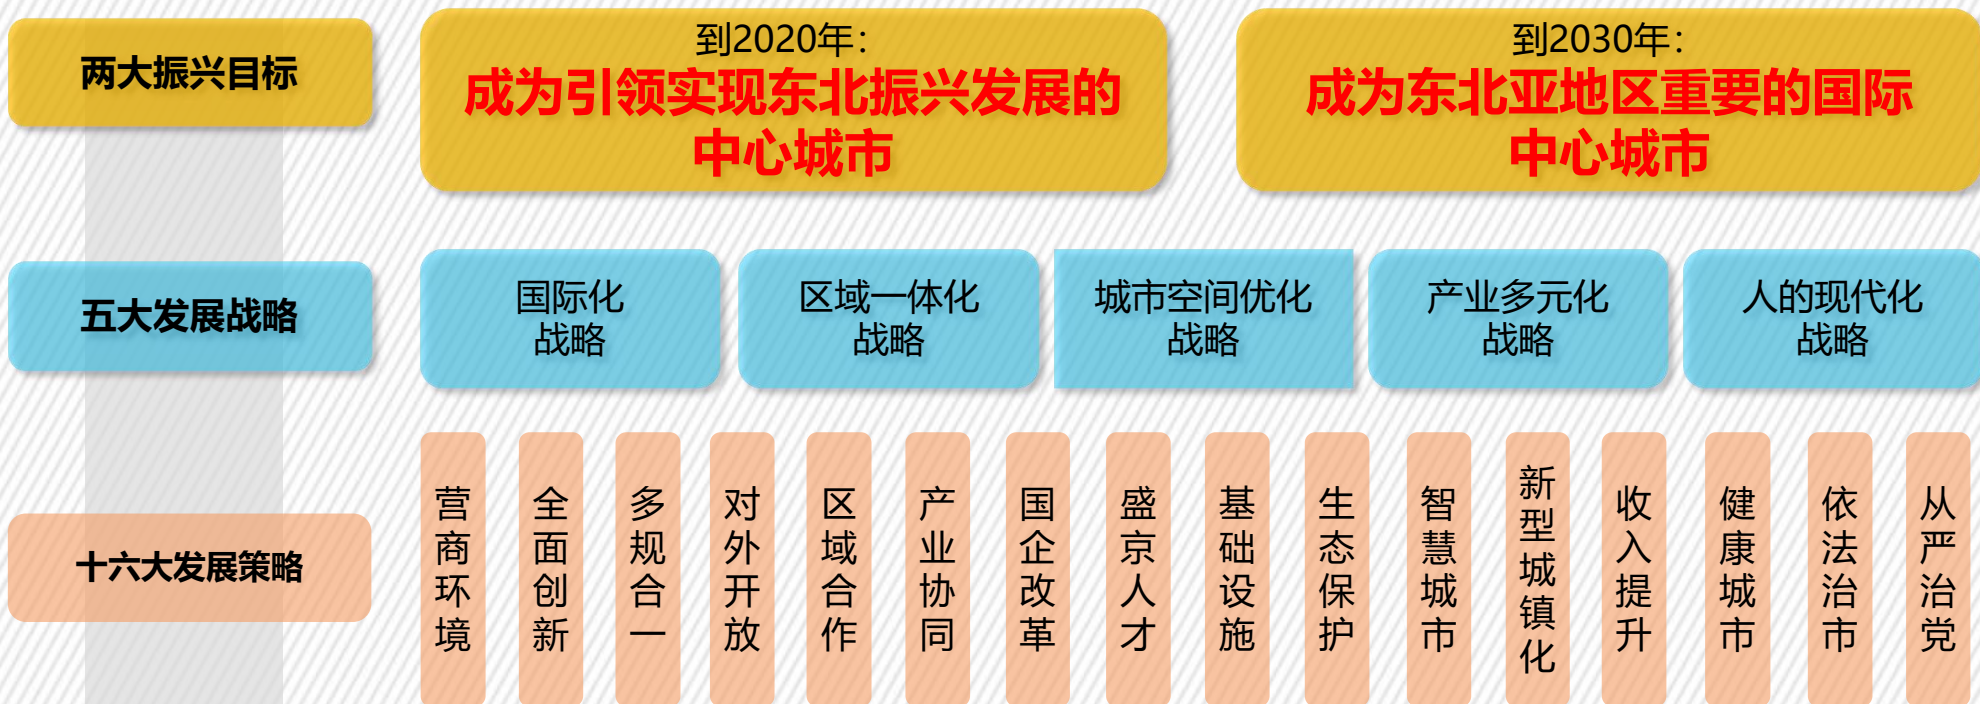 两大振兴目标
到2020年：
成为引领实现东北振兴发展的
中心城市
到2030年：
成为东北亚地区重要的国际
中心城市
五大发展战略
国际化
战略
区域一体化
战略
城市空间优化
战略
产业多元化
战略
人的现代化
战略
十六大发展策略
营商环境
全面创新
多规合一
对外开放
区域合作
产业协同
国企改革
盛京人才
基础设施
生态保护
智慧城市
新型城镇化
收入提升
健康城市
依法治市
从严治党